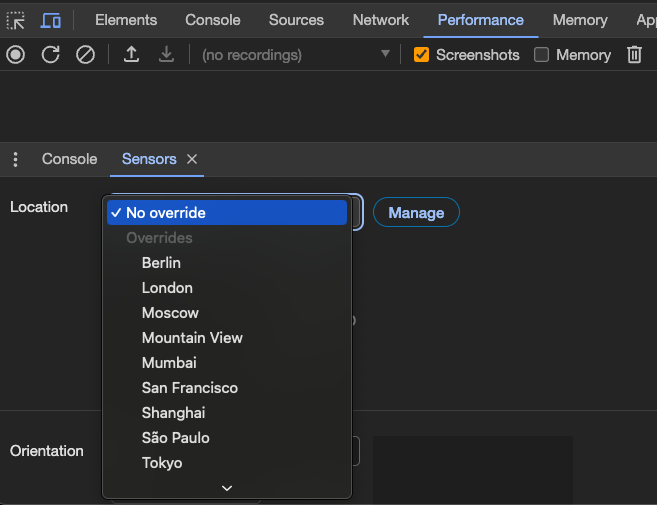 Elements Console Sources Network Performance Memory
(no recordings) Screenshots Memory
Console Sensors
Location
No override
Manage
Overrides
Berlin
London
Moscow
Mountain View
Mumbai
San Francisco
Shanghai
São Paulo
Orientation
Tokyo